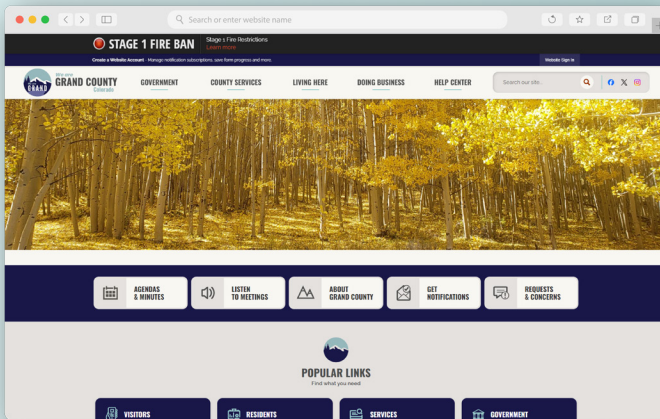 Search or enter website name
STAGE 1 FIRE BAN
Stage 1 Fire Restrictions
Learn more
Create a Website Account - Manage notification subscriptions, save form progress and more.
Website Sign In
We are
GRAND COUNTY
Colorado
GRAND
GOVERNMENT
COUNTY SERVICES
LIVING HERE
DOING BUSINESS
HELP CENTER
Search our site...
AGENDAS
& MINUTES
LISTEN
TO MEETINGS
ABOUT
GRAND COUNTY
GET
NOTIFICATIONS
REQUESTS
& CONCERNS
POPULAR LINKS
Find what you need
VISITORS
RESIDENTS
SERVICES
GOVERNMENT